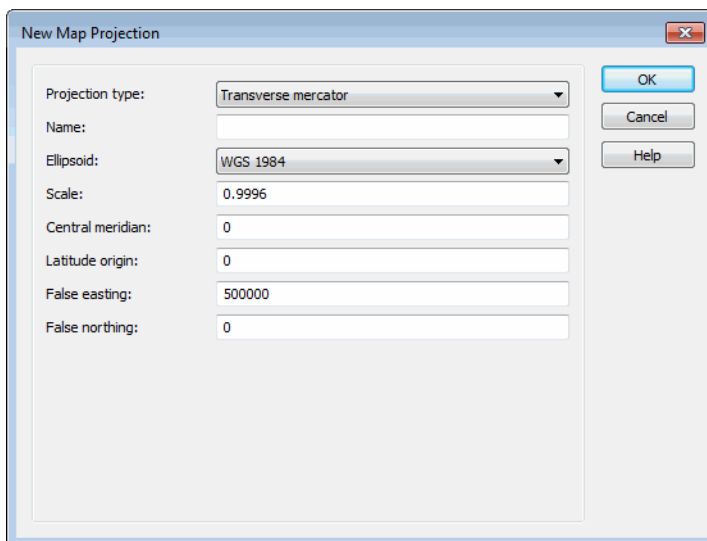 New Map Projection
Projection type: Transverse mercator
Name:
Ellipsoid: WGS 1984
Scale: 0.9996
Central meridian: 0
Latitude origin: 0
False easting: 500000
False northing: 0
OK
Cancel
Help